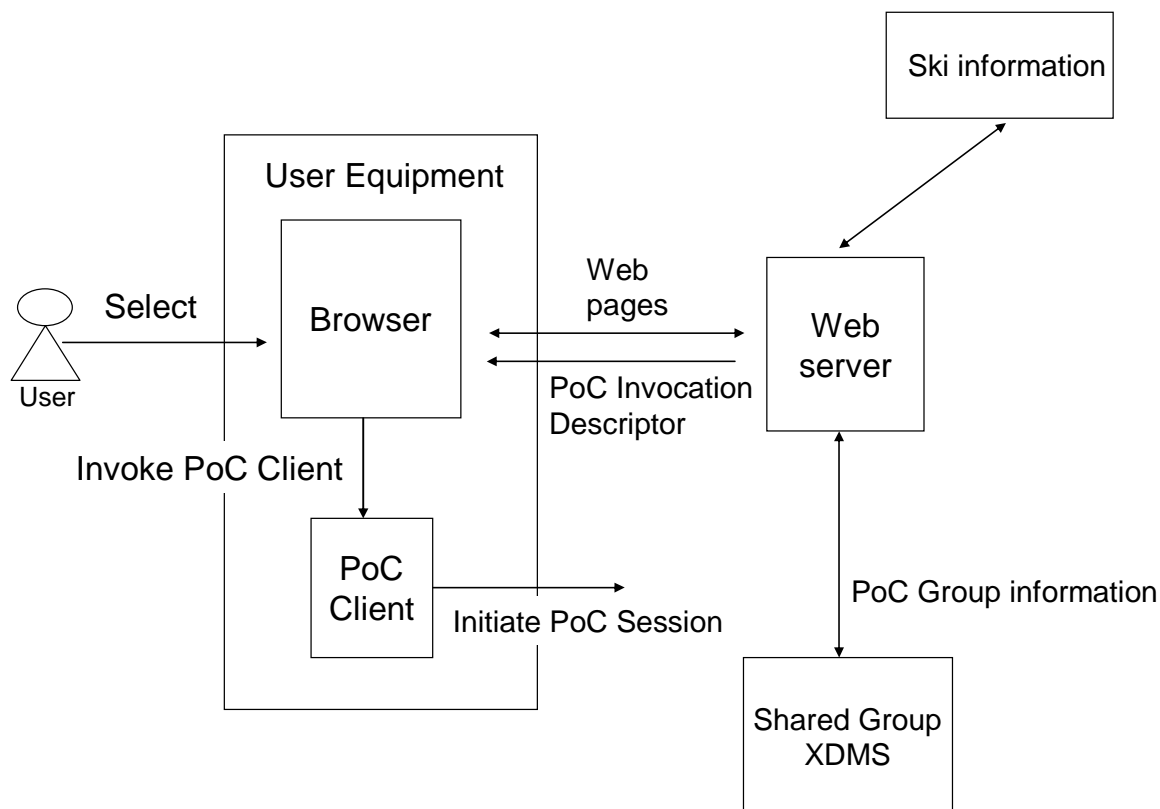 Ski information
User Equipment
Web
pages
Select
Browser
Web
server
User
PoC Invocation
Descriptor
Invoke PoC Client
PoC
Client
Initiate PoC Session
PoC Group information
Shared Group
XDMS